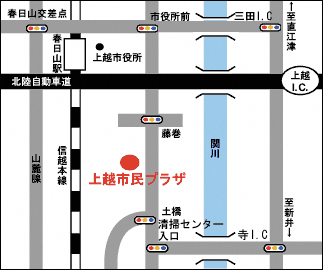 春日山交差点
市役所前
三田I.C
至直江津
春日山駅
上越市役所
北陸自動車道
上越
I.C.
藤巻
関川
山麓線
信越本線
上越市民プラザ
土橋
清掃センター
入口
寺I.C
至新井